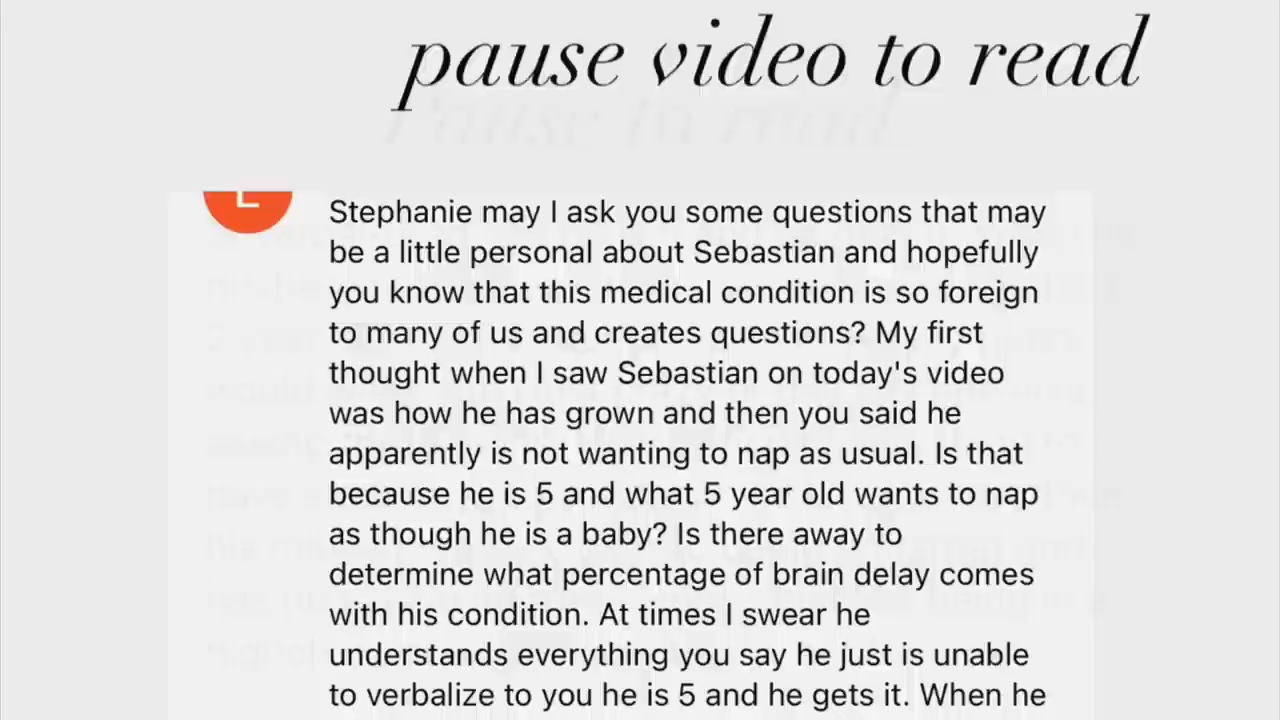 pause video to read
Pause to read
L
Stephanie may I ask you some questions that may
be a little personal about Sebastian and hopefully
you know that this medical condition is so foreign
to many of us and creates questions? My first
thought when I saw Sebastian on today's video
was how he has grown and then you said he
apparently is not wanting to nap as usual. Is that
because he is 5 and what 5 year old wants to nap
as though he is a baby? Is there away to
determine what percentage of brain delay comes
with his condition. At times I swear he
understands everything you say he just is unable
to verbalize to you he is 5 and he gets it. When he